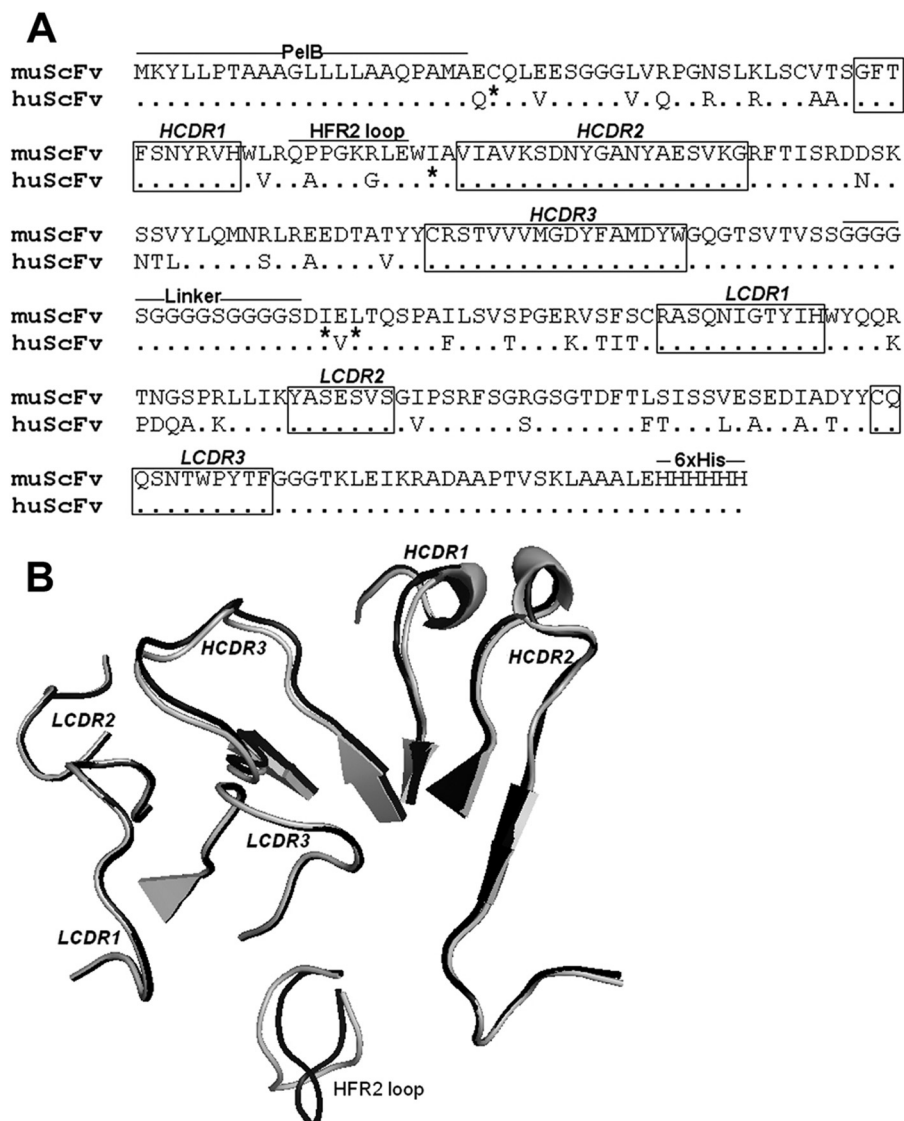 A
PelB
muScFv MKYLLPTAAAGLLLLAAQPAMAECQLEESGGGLVRPGNSLKLSCVTSGFT
huScFv ......................Q*...V.....V.Q..R..R...AA....
HCDR1 HFR2 loop HCDR2
muScFv FSNYRVHWLRQPPGKRLEWIAVIAVKSDNYGANYAESVKGRFTISRDDSK
huScFv ........V..A...G...*............................N..
HCDR3
muScFv SSVYLQMNRLREEDTATYYCRSTVVVMGDYFAMDYWGQGTSVTVSSGGGG
huScFv NTL.....S..A....V.................................
Linker LCDR1
muScFv SGGGGSGGGGSDIELTQSPAILSVSPGERVSFSCRASQNIGTYIHWYQQR
huScFv ............*V*.....F...T...K.TIT................K
LCDR2
muScFv TNGSPRLLIKYASESVSGIPSRFSGRGSGTDFTLSISSVESEDIADYYCQ
huScFv PDQA.K............V......S.......FT...L.A..A.T....
LCDR3 6xHis
muScFv QSNTWPYTFGGGTKLEIKRADAAPTVSKLAAALEHHHHHH
huScFv ........................................
B
HCDR1
HCDR3
HCDR2
LCDR2
LCDR3
LCDR1
HFR2 loop